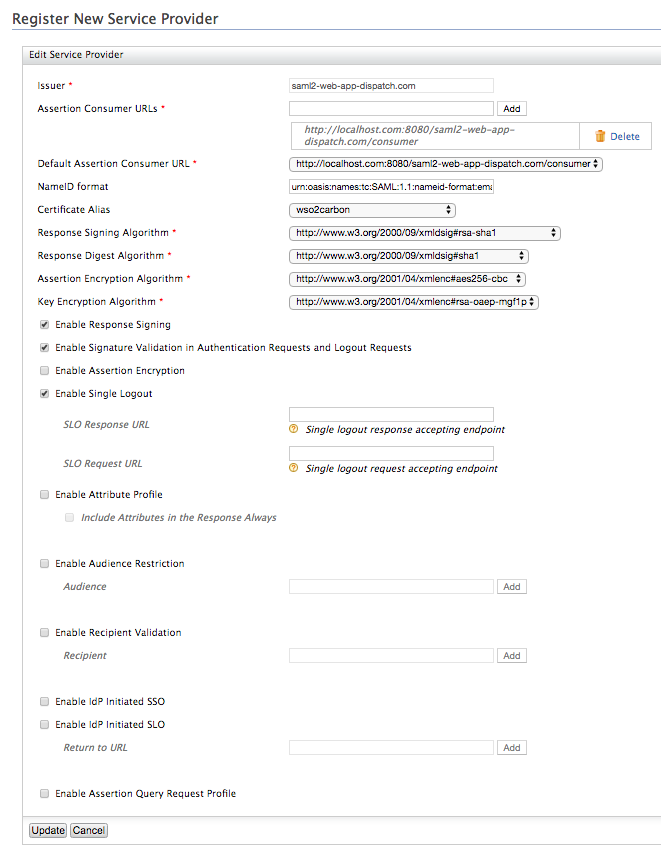 Register New Service Provider
Edit Service Provider
Issuer * saml2-web-app-dispatch.com
Assertion Consumer URLs * Add
http://localhost.com:8080/saml2-web-app-
dispatch.com/consumer Delete
Default Assertion Consumer URL * http://localhost.com:8080/saml2-web-app-dispatch.com/consumer
NameID format urn:oasis:names:tc:SAML:1.1:nameid-format:ema
Certificate Alias wso2carbon
Response Signing Algorithm * http://www.w3.org/2000/09/xmldsig#rsa-sha1
Response Digest Algorithm * http://www.w3.org/2000/09/xmldsig#sha1
Assertion Encryption Algorithm * http://www.w3.org/2001/04/xmlenc#aes256-cbc
Key Encryption Algorithm * http://www.w3.org/2001/04/xmlenc#rsa-oaep-mgf1p
Enable Response Signing
Enable Signature Validation in Authentication Requests and Logout Requests
Enable Assertion Encryption
Enable Single Logout
SLO Response URL
? Single logout response accepting endpoint
SLO Request URL
? Single logout request accepting endpoint
Enable Attribute Profile
Include Attributes in the Response Always
Enable Audience Restriction
Audience Add
Enable Recipient Validation
Recipient Add
Enable IdP Initiated SSO
Enable IdP Initiated SLO
Return to URL Add
Enable Assertion Query Request Profile
Update Cancel